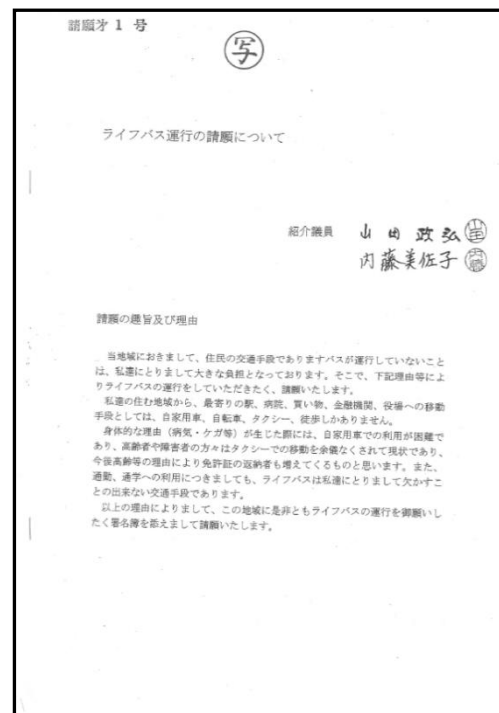 請願才1号
写
ライフバス運行の請願について
紹介議員 山田政弘
内藤美佐子
請願の趣旨及び理由
当地域におきまして、住民の交通手段でありますバスが運行していないこと
は、私達にとりまして大きな負担となっております。そこで、下記理由等によ
りライフバスの運行をしていただきたく、請願いたします。
私達の住む地域から、最寄りの駅、病院、買い物、金融機関、役場への移動
手段としては、自家用車、自転車、タクシー、徒歩しかありません。
身体的な理由（病気・ケガ等）が生じた際には、自家用車での利用が困難で
あり、高齢者や障害者の方々はタクシーでの移動を余儀なくされて現状であり、
今後高齢等の理由により免許証の返納者も増えてくるものと思います。また、
通勤、通学への利用につきましても、ライフバスは私達にとりまして欠かすこ
との出来ない交通手段であります。
以上の理由によりまして、この地域に是非ともライフバスの運行を御願いし
たく署名簿を添えまして請願いたします。